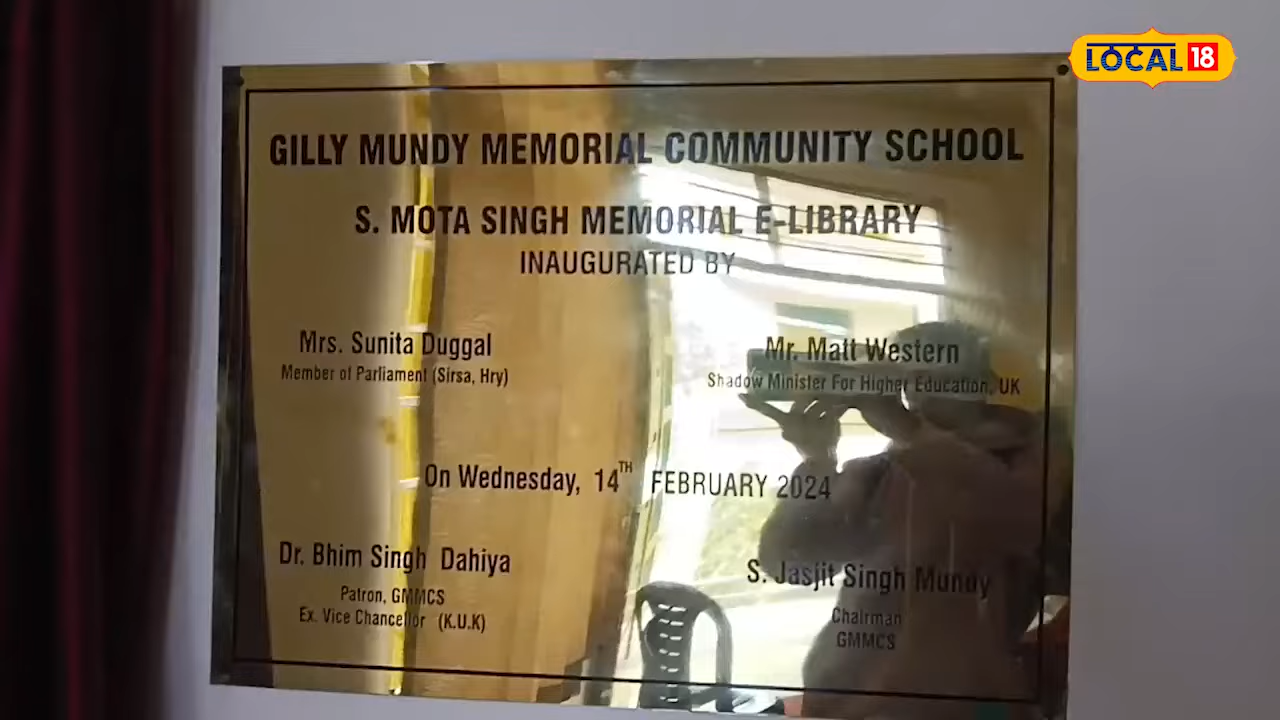 LOCAL 18
GILLY MUNDY MEMORIAL COMMUNITY SCHOOL
S. MOTA SINGH MEMORIAL E-LIBRARY
INAUGURATED BY
Mrs. Sunita Duggal
Member of Parliament (Sirsa, Hry)
Mr. Matt Western
Shadow Minister For Higher Education, UK
On Wednesday, 14TH FEBRUARY 2024
Dr. Bhim Singh Dahiya
Patron, GMMCS
Ex. Vice Chancellor (K.U.K)
S. Jasjit Singh Mundy
Chairman
GMMCS